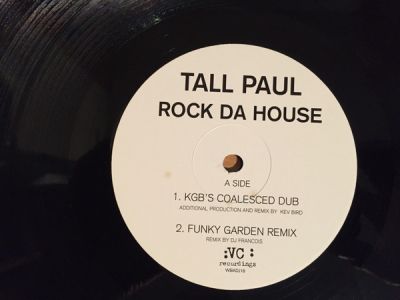 TALL PAUL
ROCK DA HOUSE
A SIDE
1. KGB'S COALESCED DUB
ADDITIONAL PRODUCTION AND REMIX BY KEV BIRD
2. FUNKY GARDEN REMIX
REMIX BY DJ FRANCOIS
:VC:
recordings